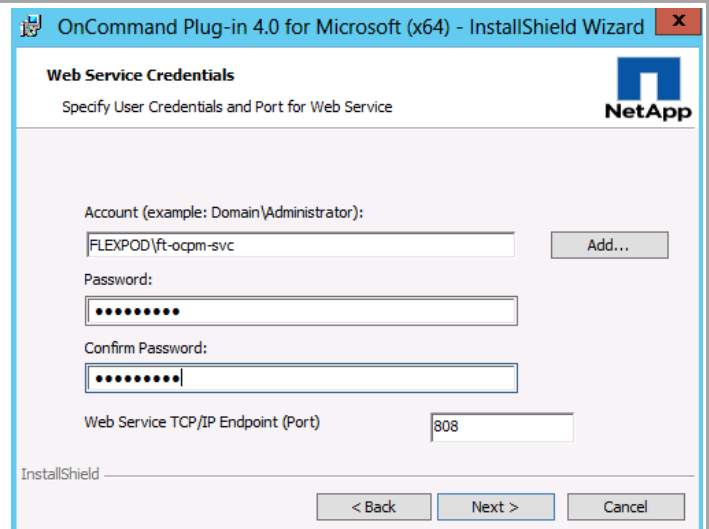 OnCommand Plug-in 4.0 for Microsoft (x64) - InstallShield Wizard x
Web Service Credentials
Specify User Credentials and Port for Web Service
NetApp
Account (example: Domain\Administrator):
FLEXPOD\ft-ocpm-svc
Add...
Password:
•••••••••
Confirm Password:
•••••••••
Web Service TCP/IP Endpoint (Port)
808
InstallShield
< Back
Next >
Cancel